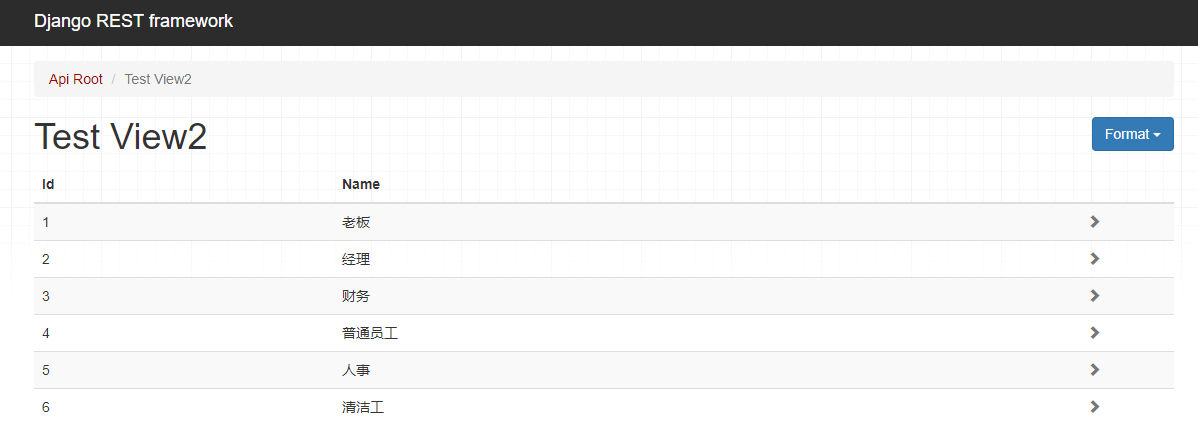 Django REST framework
Api Root / Test View2
Test View2
Format
Id Name
1 老板
2 经理
3 财务
4 普通员工
5 人事
6 清洁工